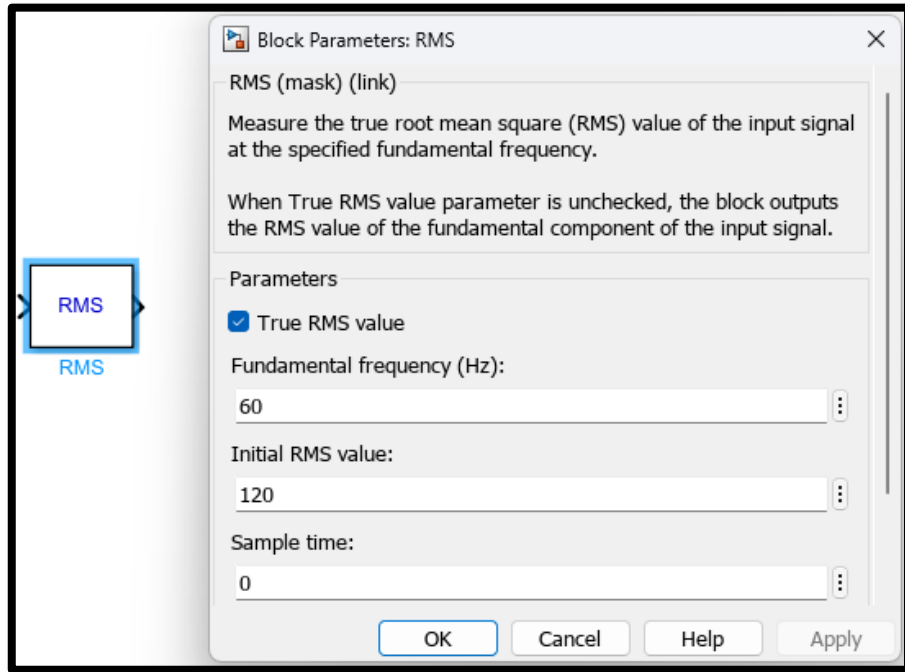 Block Parameters: RMS
RMS (mask) (link)
Measure the true root mean square (RMS) value of the input signal
at the specified fundamental frequency.
When True RMS value parameter is unchecked, the block outputs
the RMS value of the fundamental component of the input signal.
Parameters
True RMS value
Fundamental frequency (Hz):
60
Initial RMS value:
120
Sample time:
0
OK Cancel Help Apply
RMS
RMS